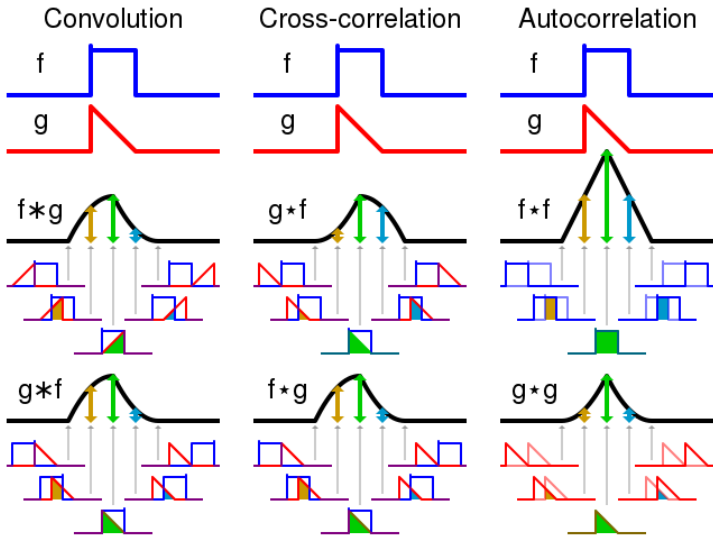 Convolution Cross-correlation Autocorrelation
f f f
g g g
f∗g g⋆f f⋆f
g∗f f⋆g g⋆g